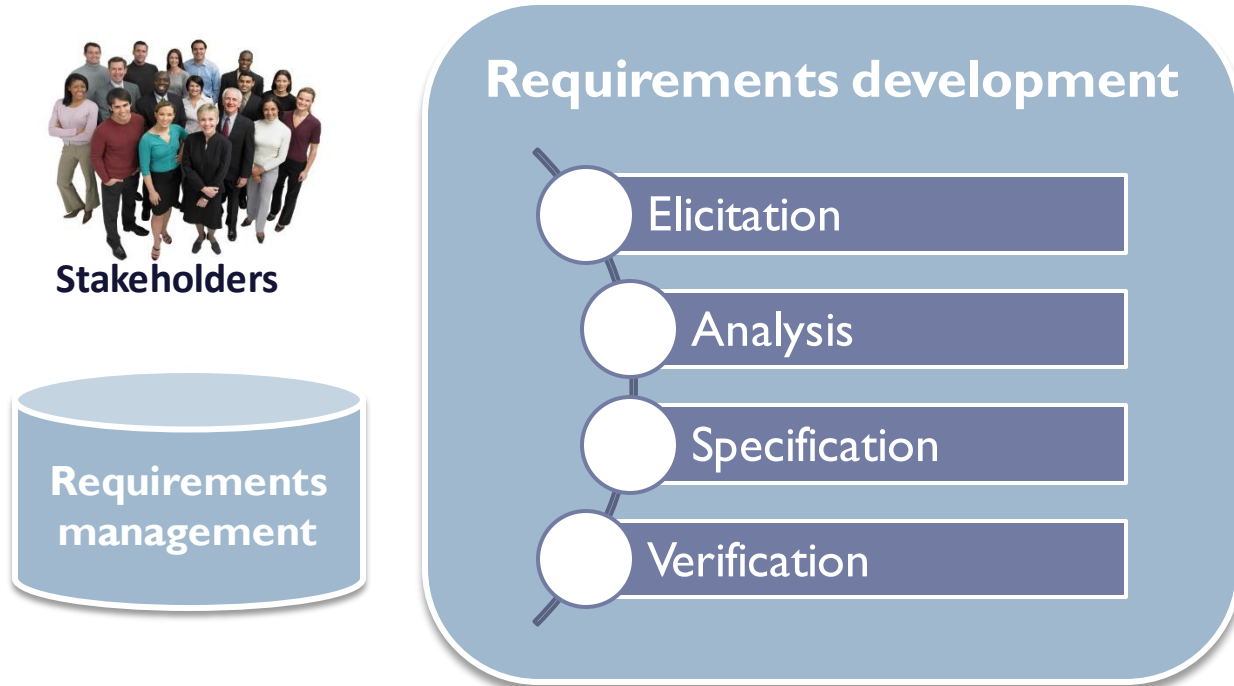 Stakeholders
Requirements
management
Requirements development
Elicitation
Analysis
Specification
Verification